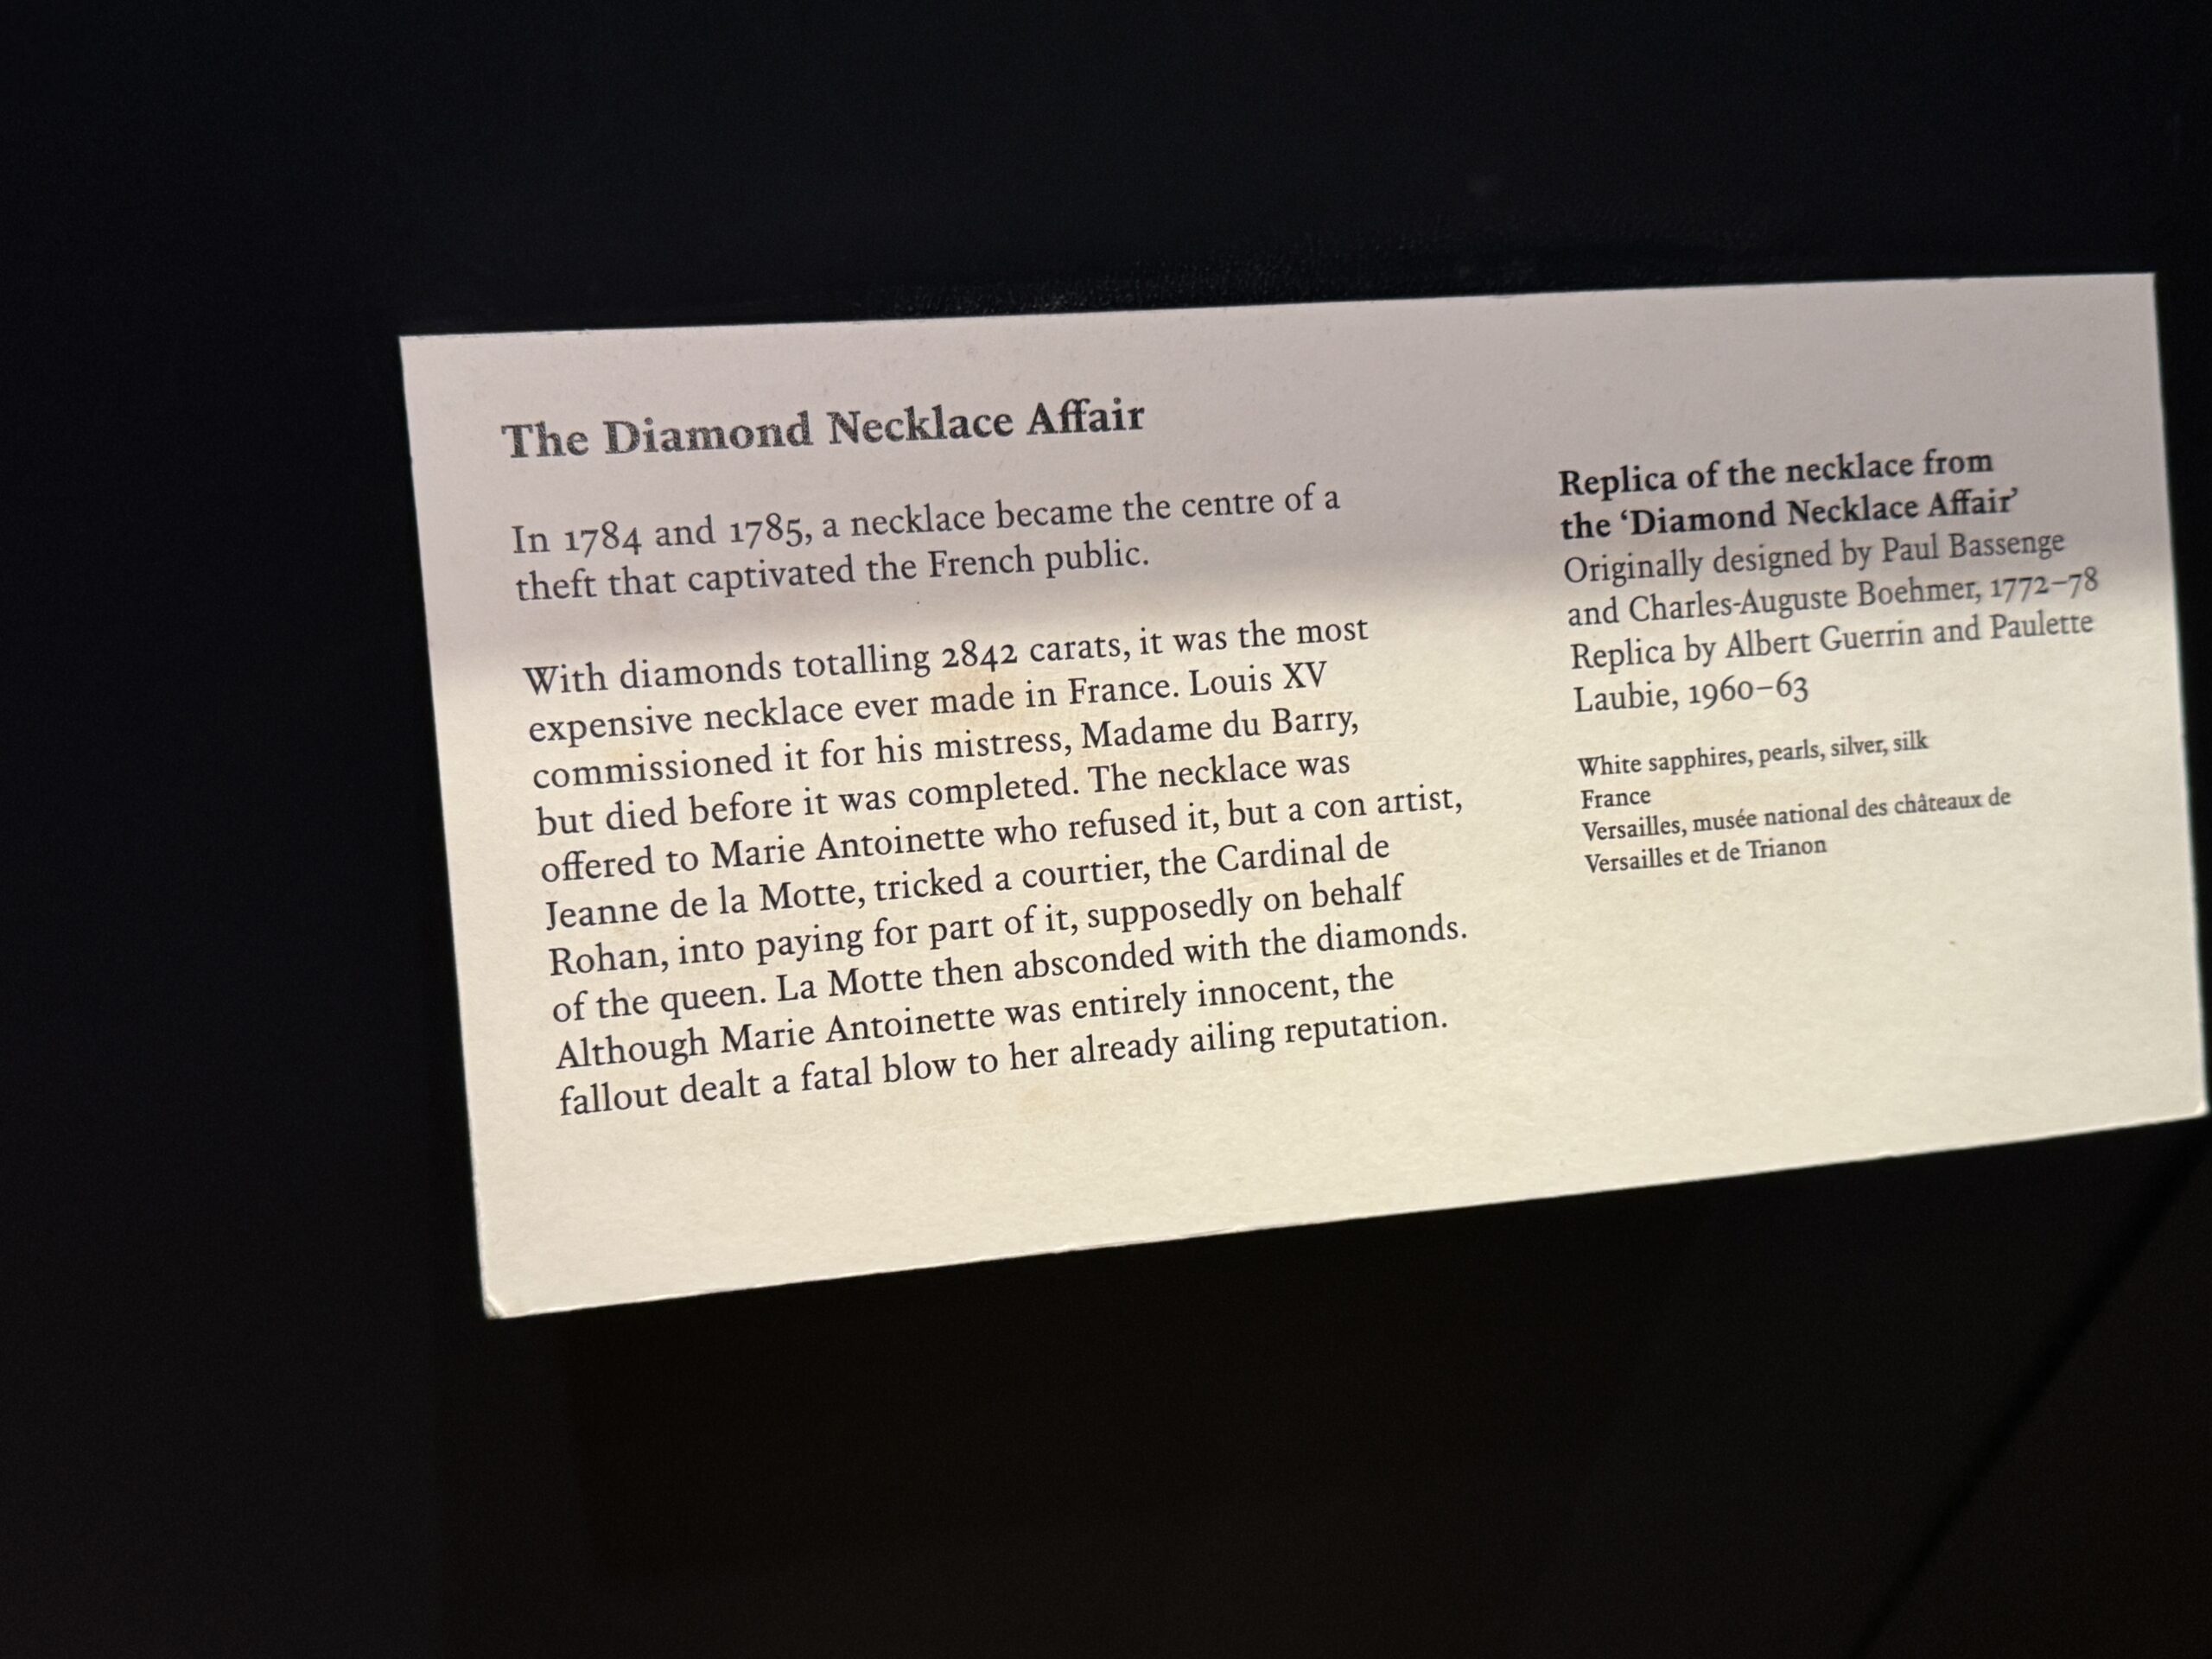 The Diamond Necklace Affair
In 1784 and 1785, a necklace became the centre of a
theft that captivated the French public.
With diamonds totalling 2842 carats, it was the most
expensive necklace ever made in France. Louis XV
commissioned it for his mistress, Madame du Barry,
but died before it was completed. The necklace was
offered to Marie Antoinette who refused it, but a con artist,
Jeanne de la Motte, tricked a courtier, the Cardinal de
Rohan, into paying for part of it, supposedly on behalf
of the queen. La Motte then absconded with the diamonds.
Although Marie Antoinette was entirely innocent, the
fallout dealt a fatal blow to her already ailing reputation.
Replica of the necklace from
the ‘Diamond Necklace Affair’
Originally designed by Paul Bassenge
and Charles-Auguste Boehmer, 1772–78
Replica by Albert Guerrin and Paulette
Laubie, 1960–63
White sapphires, pearls, silver, silk
France
Versailles, musée national des châteaux de
Versailles et de Trianon